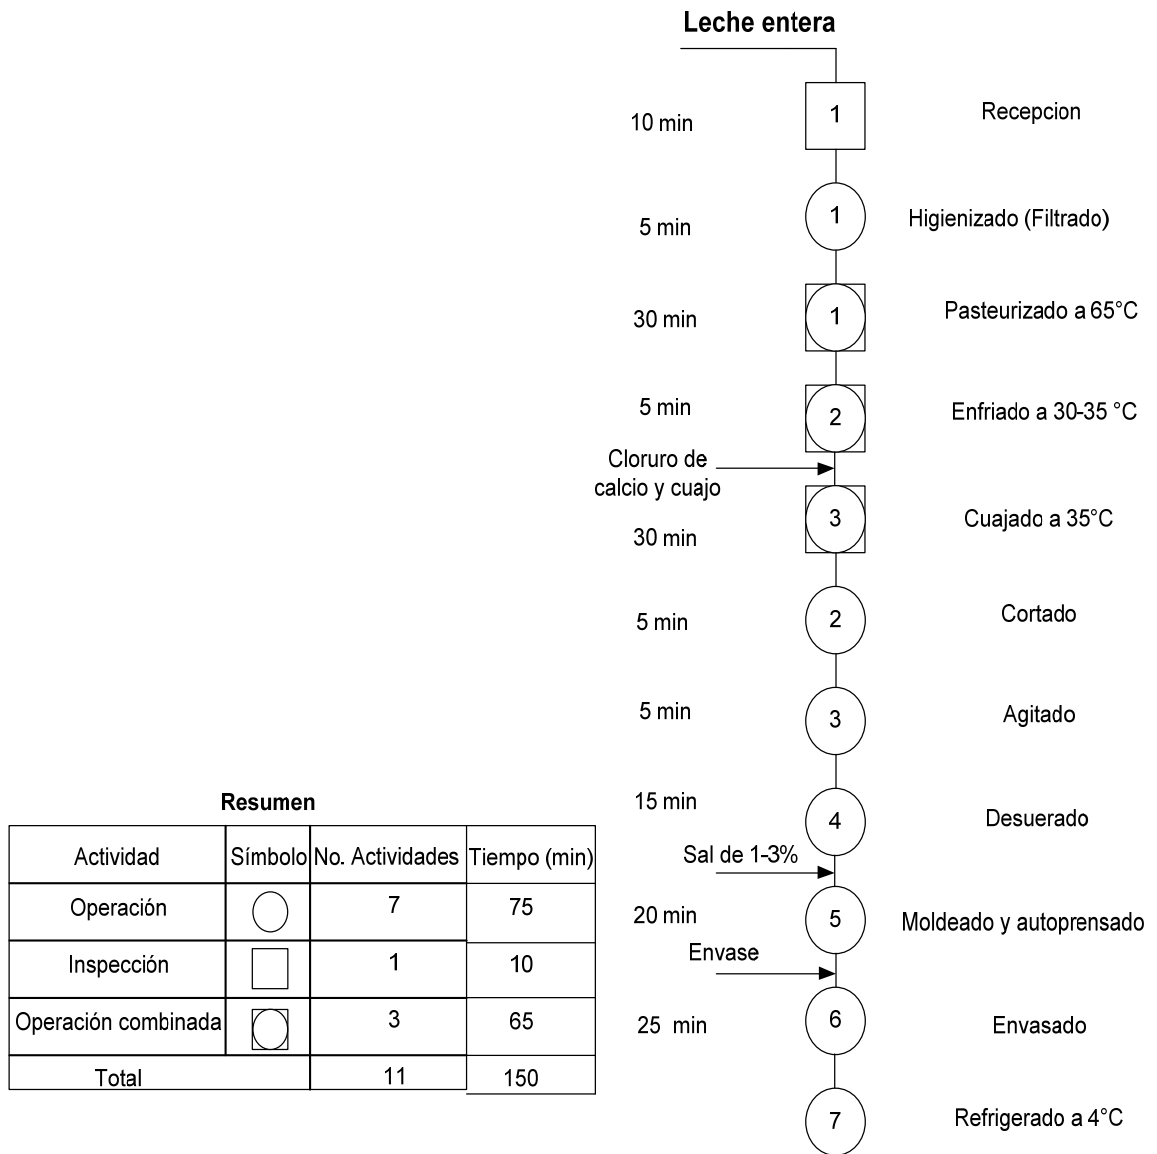 Leche entera
10 min 1 Recepcion
5 min 1 Higienizado (Filtrado)
30 min 1 Pasteurizado a 65°C
5 min 2 Enfriado a 30-35 °C
Cloruro de
calcio y cuajo
30 min 3 Cuajado a 35°C
5 min 2 Cortado
5 min 3 Agitado
15 min 4 Desuerado
Sal de 1-3%
20 min 5 Moldeado y autoprensado
Envase
25 min 6 Envasado
7 Refrigerado a 4°C
Resumen
Actividad Símbolo No. Actividades Tiempo (min)
Operación 7 75
Inspección 1 10
Operación combinada 3 65
Total 11 150